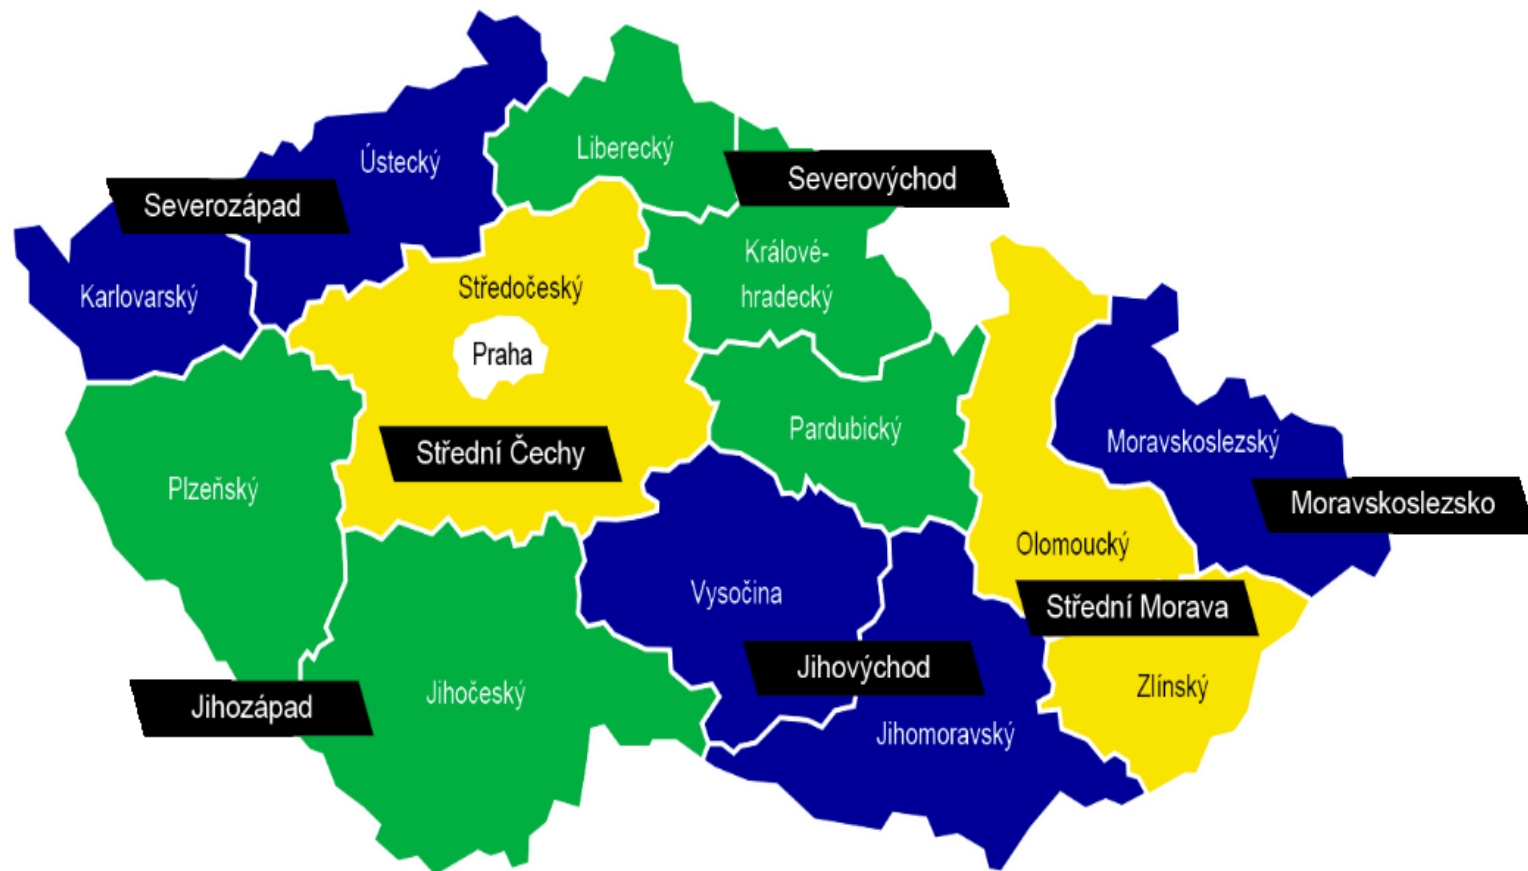 Ústecký
Liberecký
Severozápad
Severovýchod
Karlovarský
Středočeský
Králové-
hradecký
Praha
Pardubický
Střední Čechy
Moravskoslezský
Plzeňský
Moravskoslezsko
Olomoucký
Vysočina
Střední Morava
Jihovýchod
Jihozápad
Jihočeský
Zlínský
Jihomoravský